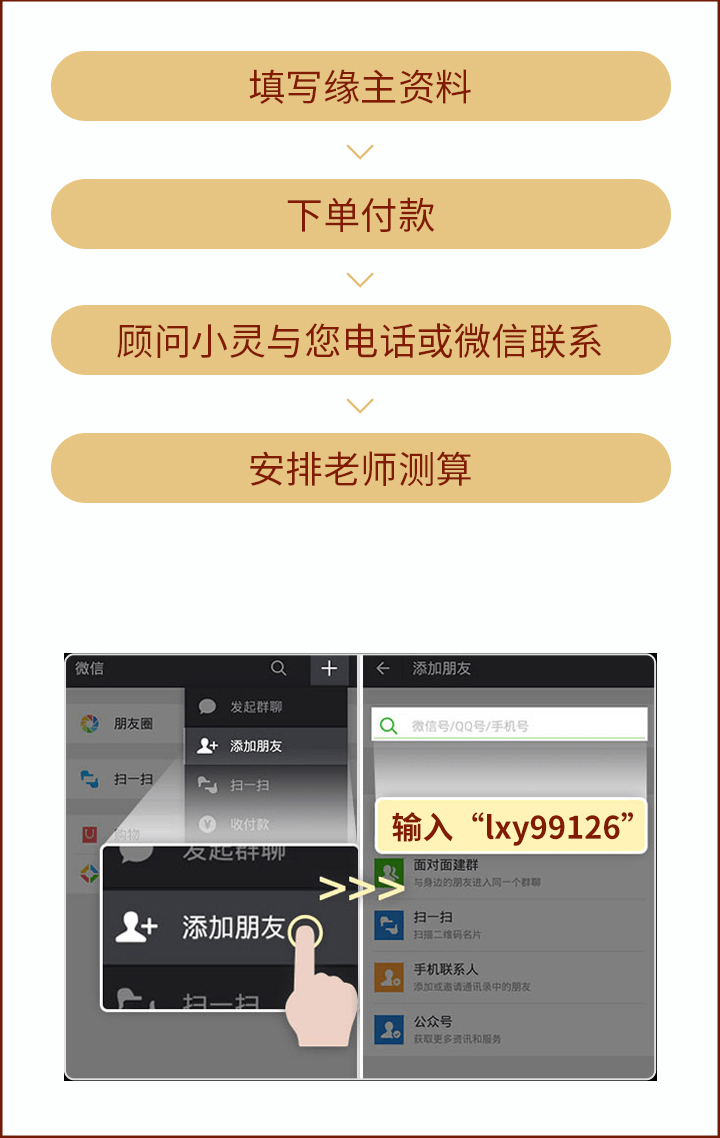 填写缘主资料
下单付款
顾问小灵与您电话或微信联系
安排老师测算
微信
发起群聊
朋友圈
添加朋友
扫一扫
扫一扫
购物
收付款
发起群聊
添加朋友
扫一扫
>>>
添加朋友
微信号/QQ号/手机号
输入“lxy99126”
面对面建群
与身边的朋友进入同一个群聊
扫一扫
扫描二维码名片
手机联系人
添加或邀请通讯录中的朋友
公众号
获取更多资讯和服务